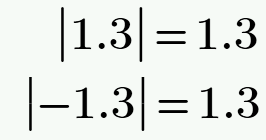 |1.3| = 1.3
|−1.3| = 1.3